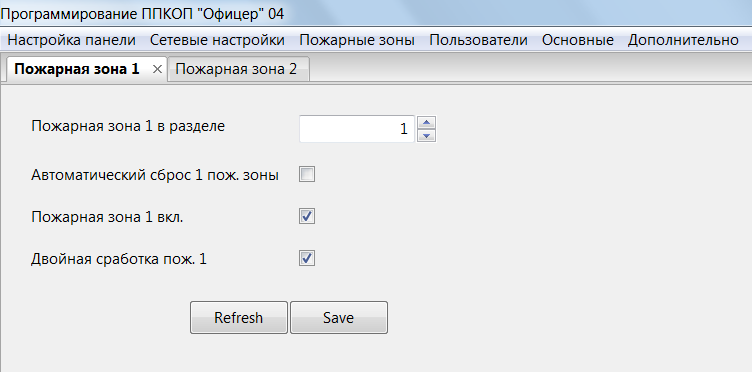 Программирование ППКОП "Офицер" 04
Настройка панели Сетевые настройки Пожарные зоны Пользователи Основные Дополнительно
Пожарная зона 1 Пожарная зона 2
Пожарная зона 1 в разделе 1
Автоматический сброс 1 пож. зоны
Пожарная зона 1 вкл.
Двойная сработка пож. 1
Refresh Save